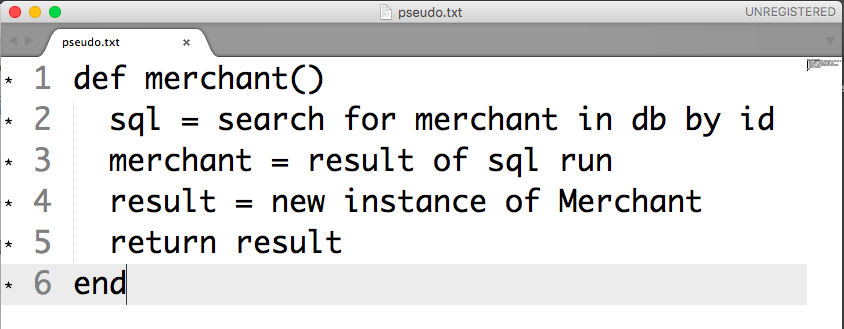 pseudo.txt
UNREGISTERED
pseudo.txt ×
* 1 def merchant()
* 2 sql = search for merchant in db by id
* 3 merchant = result of sql run
* 4 result = new instance of Merchant
* 5 return result
* 6 end